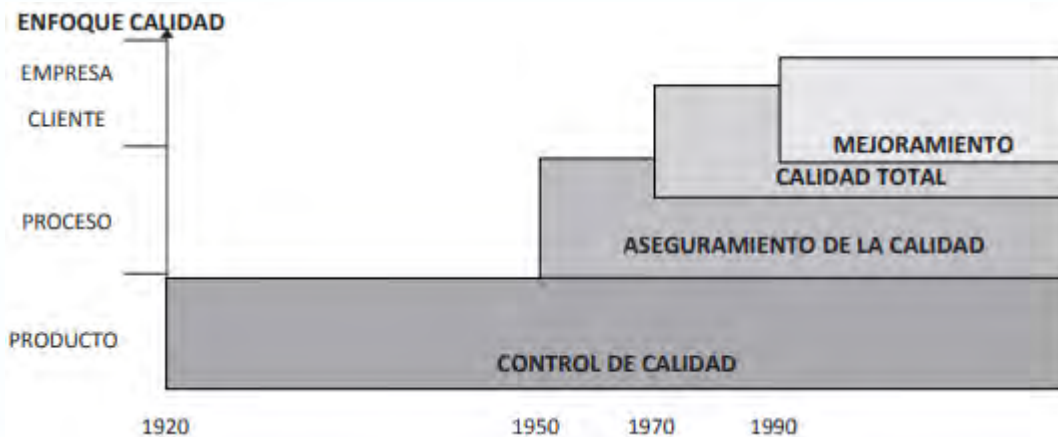 ENFOQUE CALIDAD
EMPRESA
CLIENTE
MEJORAMIENTO
CALIDAD TOTAL
PROCESO
ASEGURAMIENTO DE LA CALIDAD
PRODUCTO
CONTROL DE CALIDAD
1920 1950 1970 1990